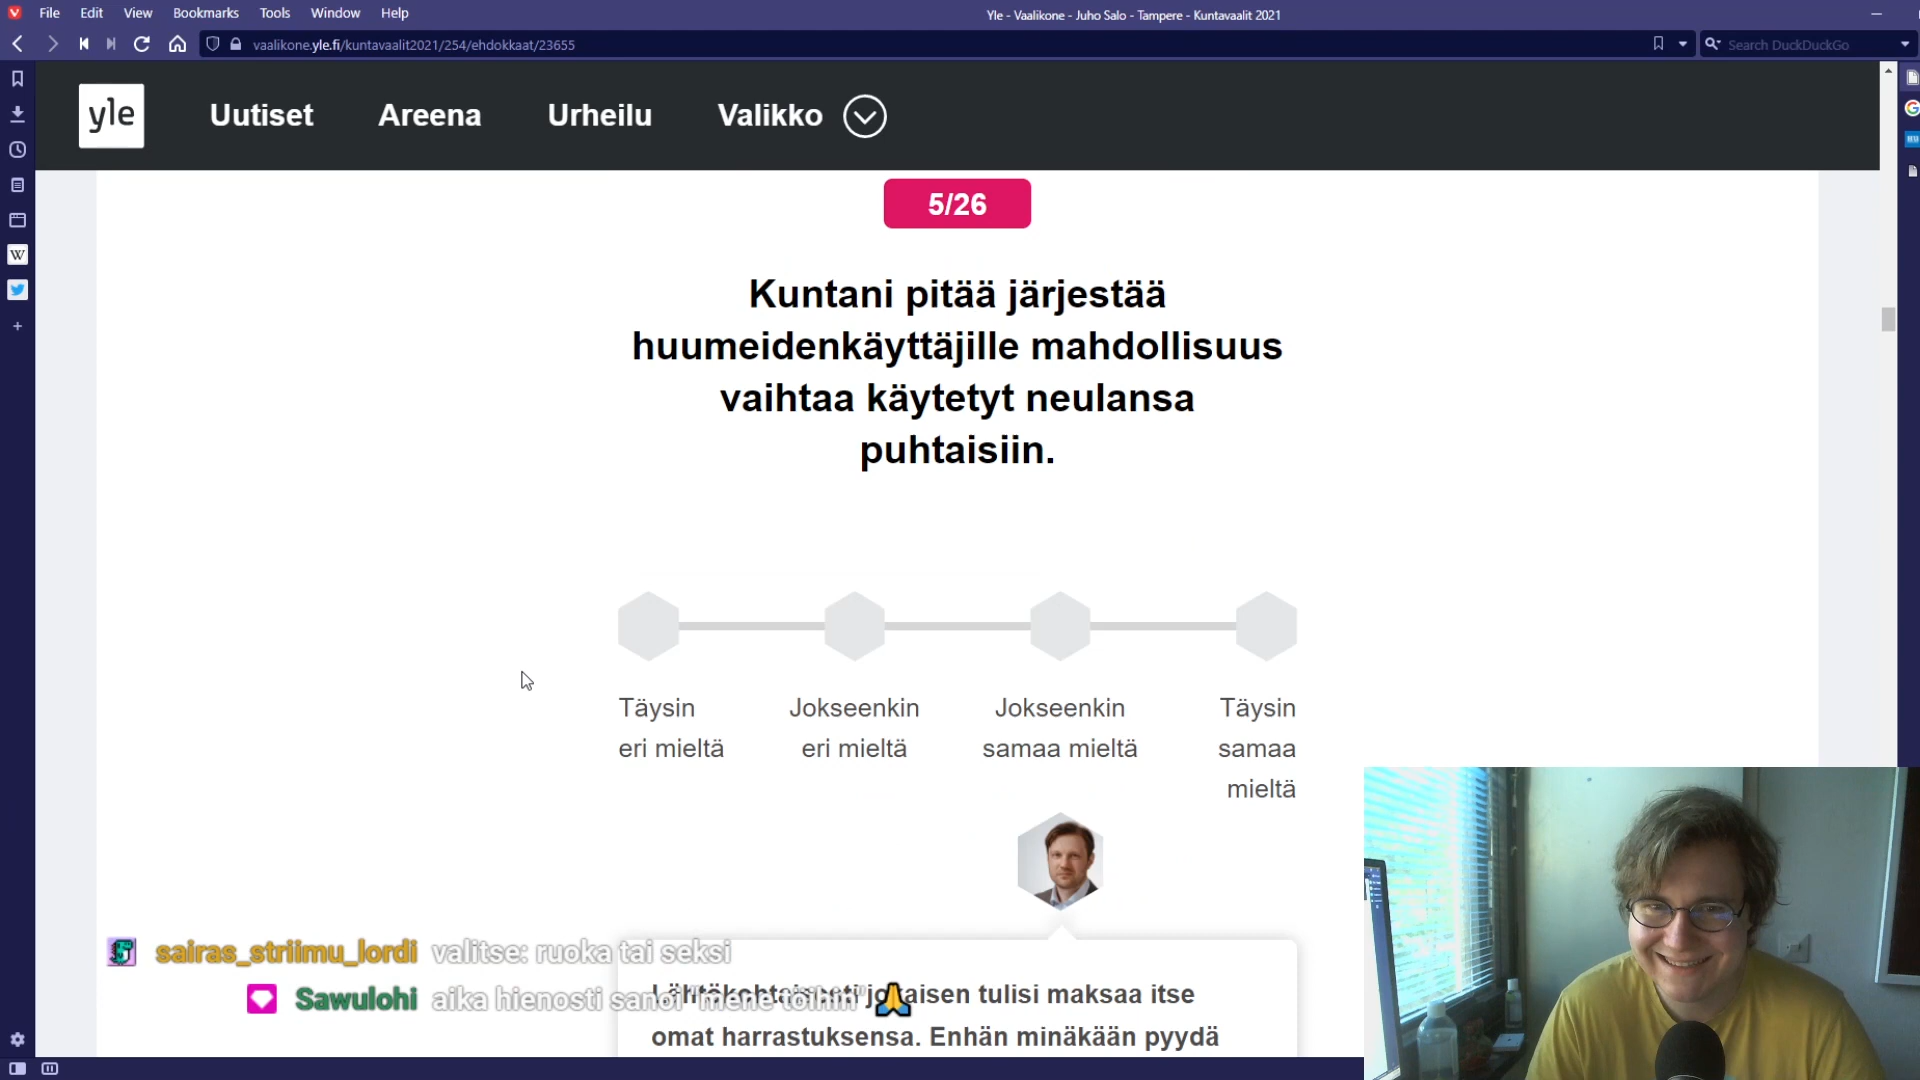 File Edit View Bookmarks Tools Window Help
Yle - Vaalikone - Juho Salo - Tampere - Kuntavaalit 2021
vaalikone.yle.fi/kuntavaalit2021/254/ehdokkaat/23655
Search DuckDuckGo
yle Uutiset Areena Urheilu Valikko
W
5/26
Kuntani pitää järjestää
huumeidenkäyttäjille mahdollisuus
vaihtaa käytetyt neulansa
puhtaisiin.
Täysin
eri mieltä
Jokseenkin
eri mieltä
Jokseenkin
samaa mieltä
Täysin
samaa
mieltä
sairas_striimu_lordi valitse: ruoka tai seksi
Sawulohi aika hienosti sanoi "mene töihin"
Lähtökohtaisesti jokaisen tulisi maksaa itse
omat harrastuksensa. Enhän minäkään pyydä